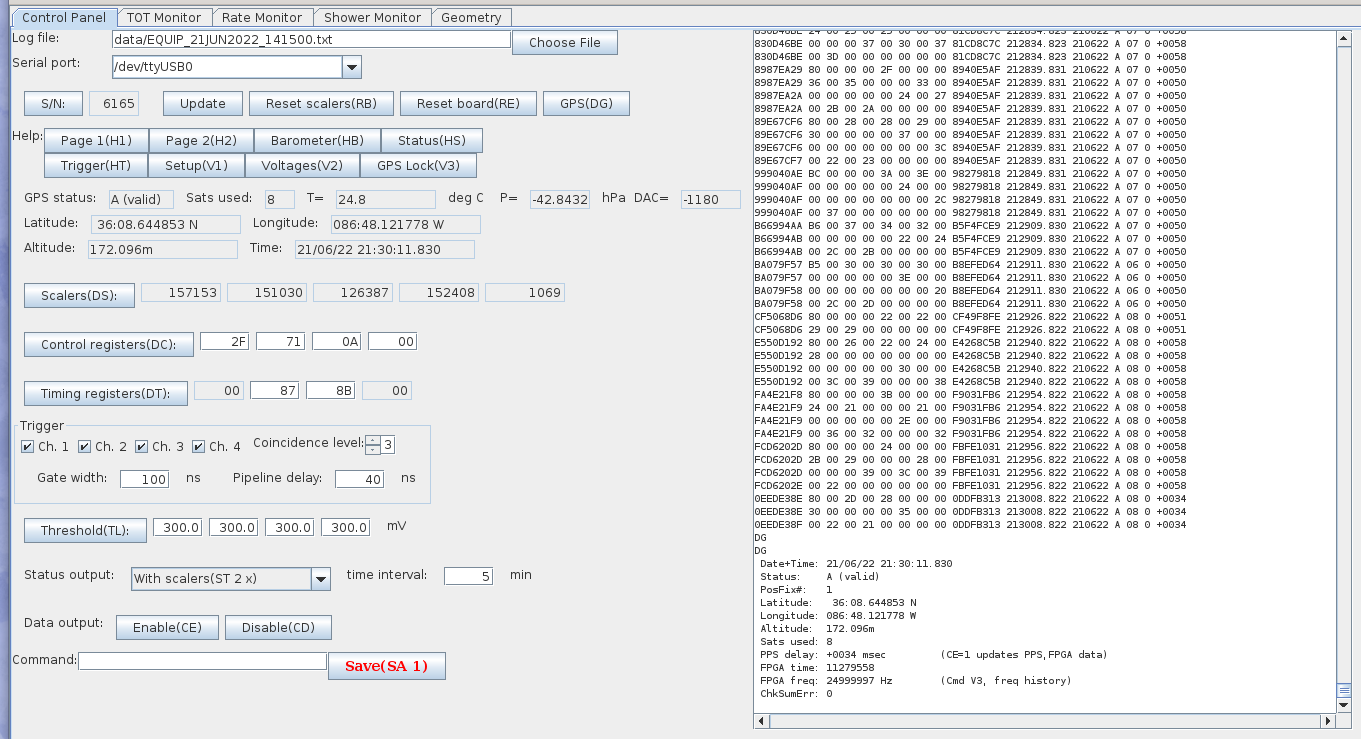 Control Panel TOT Monitor Rate Monitor Shower Monitor Geometry
Log file: data/EQUIP_21JUN2022_141500.txt Choose File
Serial port: /dev/ttyUSB0
S/N: 6165 Update Reset scalers(RB) Reset board(RE) GPS(DG)
Help: Page 1(H1) Page 2(H2) Barometer(HB) Status(HS)
Trigger(HT) Setup(V1) Voltages(V2) GPS Lock(V3)
GPS status: A (valid) Sats used: 8 T= 24.8 deg C P= -42.8432 hPa DAC= -1180
Latitude: 36:08.644853 N Longitude: 086:48.121778 W
Altitude: 172.096m Time: 21/06/22 21:30:11.830
Scalers(DS): 157153 151030 126387 152408 1069
Control registers(DC): 2F 71 0A 00
Timing registers(DT): 00 87 8B 00
Trigger
Ch. 1 Ch. 2 Ch. 3 Ch. 4 Coincidence level: 3
Gate width: 100 ns Pipeline delay: 40 ns
Threshold(TL): 300.0 300.0 300.0 300.0 mV
Status output: With scalers(ST 2 x) time interval: 5 min
Data output: Enable(CE) Disable(CD)
Command: Save(SA 1)
830D46BE 00 00 00 37 00 30 00 37 81CD8C7C 212834.823 210622 A 07 0 +0058
830D46BE 00 3D 00 00 00 00 00 00 81CD8C7C 212834.823 210622 A 07 0 +0058
8987EA29 80 00 00 00 2F 00 00 00 8940E5AF 212839.831 210622 A 07 0 +0050
8987EA29 36 00 35 00 00 00 33 00 8940E5AF 212839.831 210622 A 07 0 +0050
8987EA2A 00 00 00 00 00 24 00 27 8940E5AF 212839.831 210622 A 07 0 +0050
8987EA2A 00 2B 00 2A 00 00 00 00 8940E5AF 212839.831 210622 A 07 0 +0050
89E67CF6 80 00 28 00 28 00 29 00 8940E5AF 212839.831 210622 A 07 0 +0050
89E67CF6 30 00 00 00 00 37 00 00 8940E5AF 212839.831 210622 A 07 0 +0050
89E67CF6 00 00 00 00 00 00 00 3C 8940E5AF 212839.831 210622 A 07 0 +0050
89E67CF7 00 22 00 23 00 00 00 00 8940E5AF 212839.831 210622 A 07 0 +0050
999040AE BC 00 00 00 3A 00 3E 00 98279818 212849.831 210622 A 07 0 +0050
999040AF 00 00 00 00 00 24 00 00 98279818 212849.831 210622 A 07 0 +0050
999040AF 00 00 00 00 00 00 00 2C 98279818 212849.831 210622 A 07 0 +0050
999040AF 00 37 00 00 00 00 00 00 98279818 212849.831 210622 A 07 0 +0050
B66994AA B6 00 37 00 34 00 32 00 B5F4FCE9 212909.830 210622 A 07 0 +0050
B66994AB 00 00 00 00 00 22 00 24 B5F4FCE9 212909.830 210622 A 07 0 +0050
B66994AB 00 2C 00 2B 00 00 00 00 B5F4FCE9 212909.830 210622 A 07 0 +0050
BA079F57 B5 00 30 00 30 00 30 00 B8EFED64 212911.830 210622 A 06 0 +0050
BA079F57 00 00 00 00 00 3E 00 00 B8EFED64 212911.830 210622 A 06 0 +0050
BA079F58 00 00 00 00 00 00 00 20 B8EFED64 212911.830 210622 A 06 0 +0050
BA079F58 00 2C 00 2D 00 00 00 00 B8EFED64 212911.830 210622 A 06 0 +0050
CF5068D6 80 00 00 00 22 00 22 00 CF49F8FE 212926.822 210622 A 08 0 +0051
CF5068D6 29 00 29 00 00 00 00 00 CF49F8FE 212926.822 210622 A 08 0 +0051
E550D192 80 00 26 00 22 00 24 00 E4268C5B 212940.822 210622 A 08 0 +0058
E550D192 28 00 00 00 00 00 00 00 E4268C5B 212940.822 210622 A 08 0 +0058
E550D192 00 00 00 00 00 30 00 00 E4268C5B 212940.822 210622 A 08 0 +0058
E550D192 00 3C 00 39 00 00 00 38 E4268C5B 212940.822 210622 A 08 0 +0058
FA4E21F8 80 00 00 00 3B 00 00 00 F9031FB6 212954.822 210622 A 08 0 +0058
FA4E21F9 24 00 21 00 00 00 21 00 F9031FB6 212954.822 210622 A 08 0 +0058
FA4E21F9 00 00 00 00 00 2E 00 00 F9031FB6 212954.822 210622 A 08 0 +0058
FA4E21F9 00 36 00 32 00 00 00 32 F9031FB6 212954.822 210622 A 08 0 +0058
FCD6202D 80 00 00 00 24 00 00 00 FBFE1031 212956.822 210622 A 08 0 +0058
FCD6202D 2B 00 29 00 00 00 28 00 FBFE1031 212956.822 210622 A 08 0 +0058
FCD6202D 00 00 00 39 00 3C 00 39 FBFE1031 212956.822 210622 A 08 0 +0058
FCD6202E 00 22 00 00 00 00 00 00 FBFE1031 212956.822 210622 A 08 0 +0058
0EEDE38E 80 00 2D 00 28 00 00 00 0DDFB313 213008.822 210622 A 08 0 +0034
0EEDE38E 30 00 00 00 00 35 00 00 0DDFB313 213008.822 210622 A 08 0 +0034
0EEDE38F 00 22 00 21 00 00 00 00 0DDFB313 213008.822 210622 A 08 0 +0034
DG
DG
Date+Time: 21/06/22 21:30:11.830
Status: A (valid)
PosFix#: 1
Latitude: 36:08.644853 N
Longitude: 086:48.121778 W
Altitude: 172.096m
Sats used: 8
PPS delay: +0034 msec (CE=1 updates PPS,FPGA data)
FPGA time: 11279558
FPGA freq: 24999997 Hz (Cmd V3, freq history)
ChkSumErr: 0